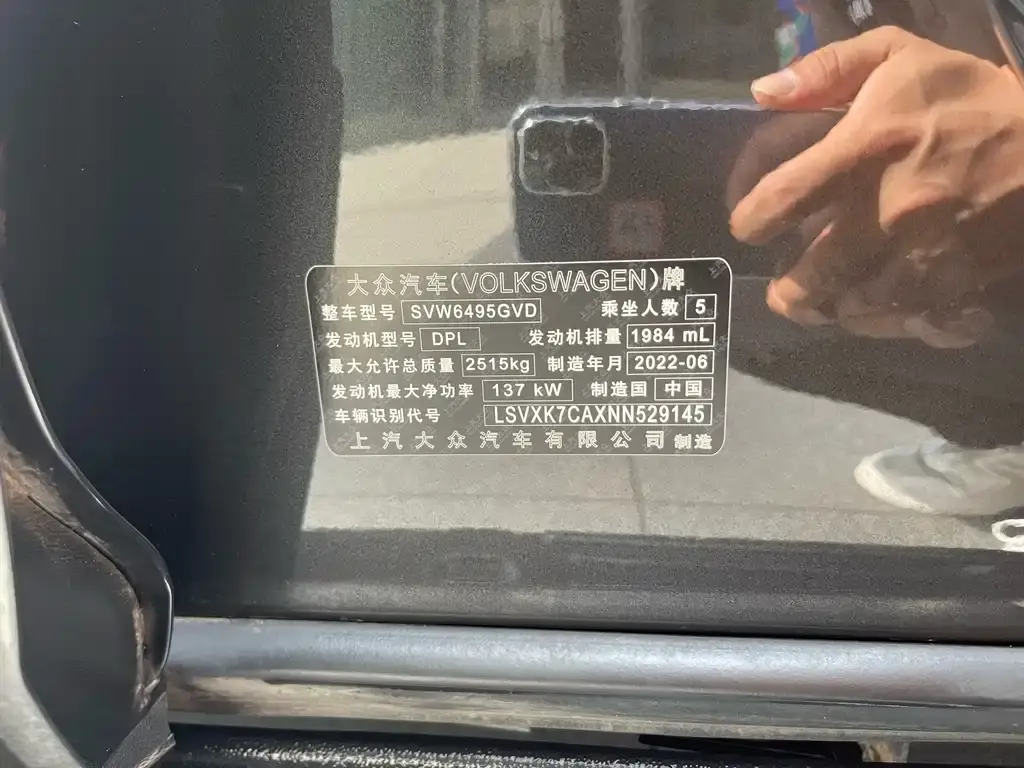 大众汽车(VOLKSWAGEN)牌
整车型号 SVW6495GVD 乘坐人数 5
发动机型号 DPL 发动机排量 1984 mL
最大允许总质量 2515kg 制造年月 2022-06
发动机最大净功率 137 kW 制造国 中国
车辆识别代号 LSVXK7CAXNN529145
上汽大众汽车有限公司 制造